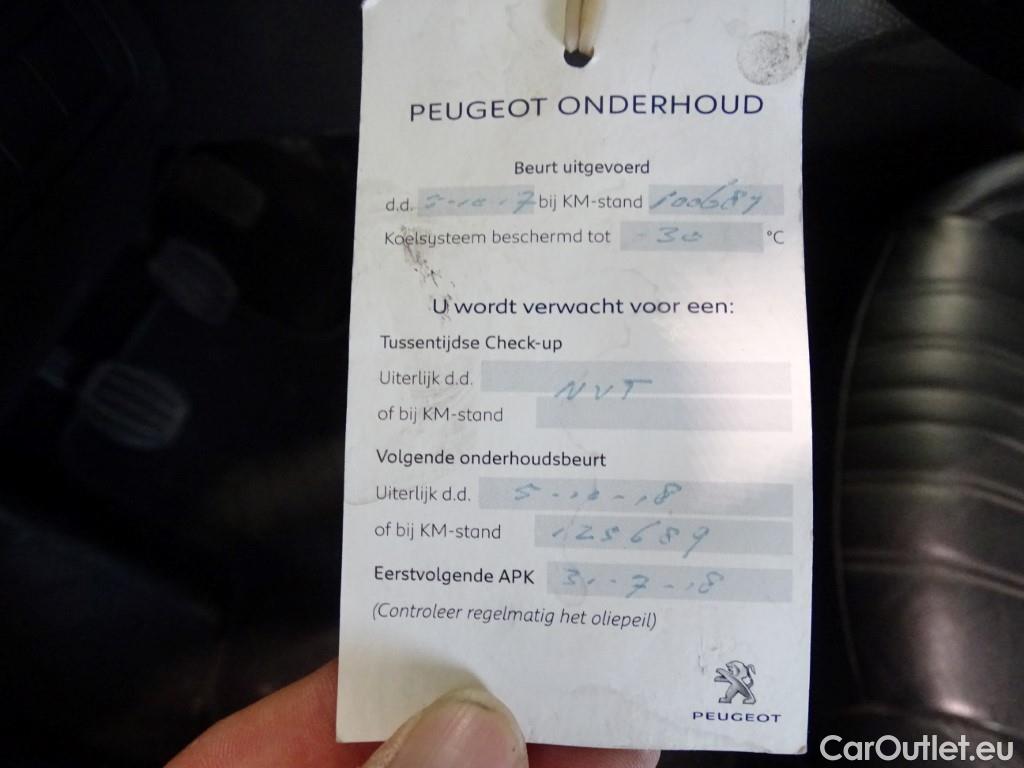 PEUGEOT ONDERHOUD
Beurt uitgevoerd
d.d. 5-10-17 bij KM-stand 100689
Koelsysteem beschermd tot -30 °C
U wordt verwacht voor een:
Tussentijdse Check-up
Uiterlijk d.d.
NVT
of bij KM-stand
Volgende onderhoudsbeurt
Uiterlijk d.d. 5-10-18
of bij KM-stand 125689
Eerstvolgende APK 31-7-18
(Controleer regelmatig het oliepeil)
PEUGEOT
CarOutlet.eu